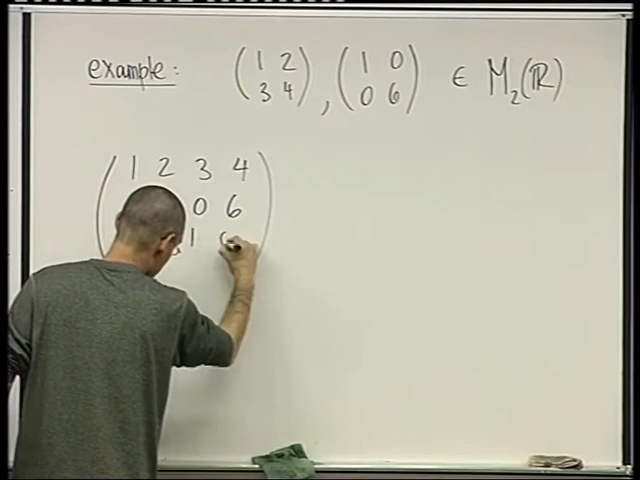 example: (1 2 , (1 0 ∈ M₂(ℝ)
3 4) 0 6)
(1 2 3 4)
0 6
1